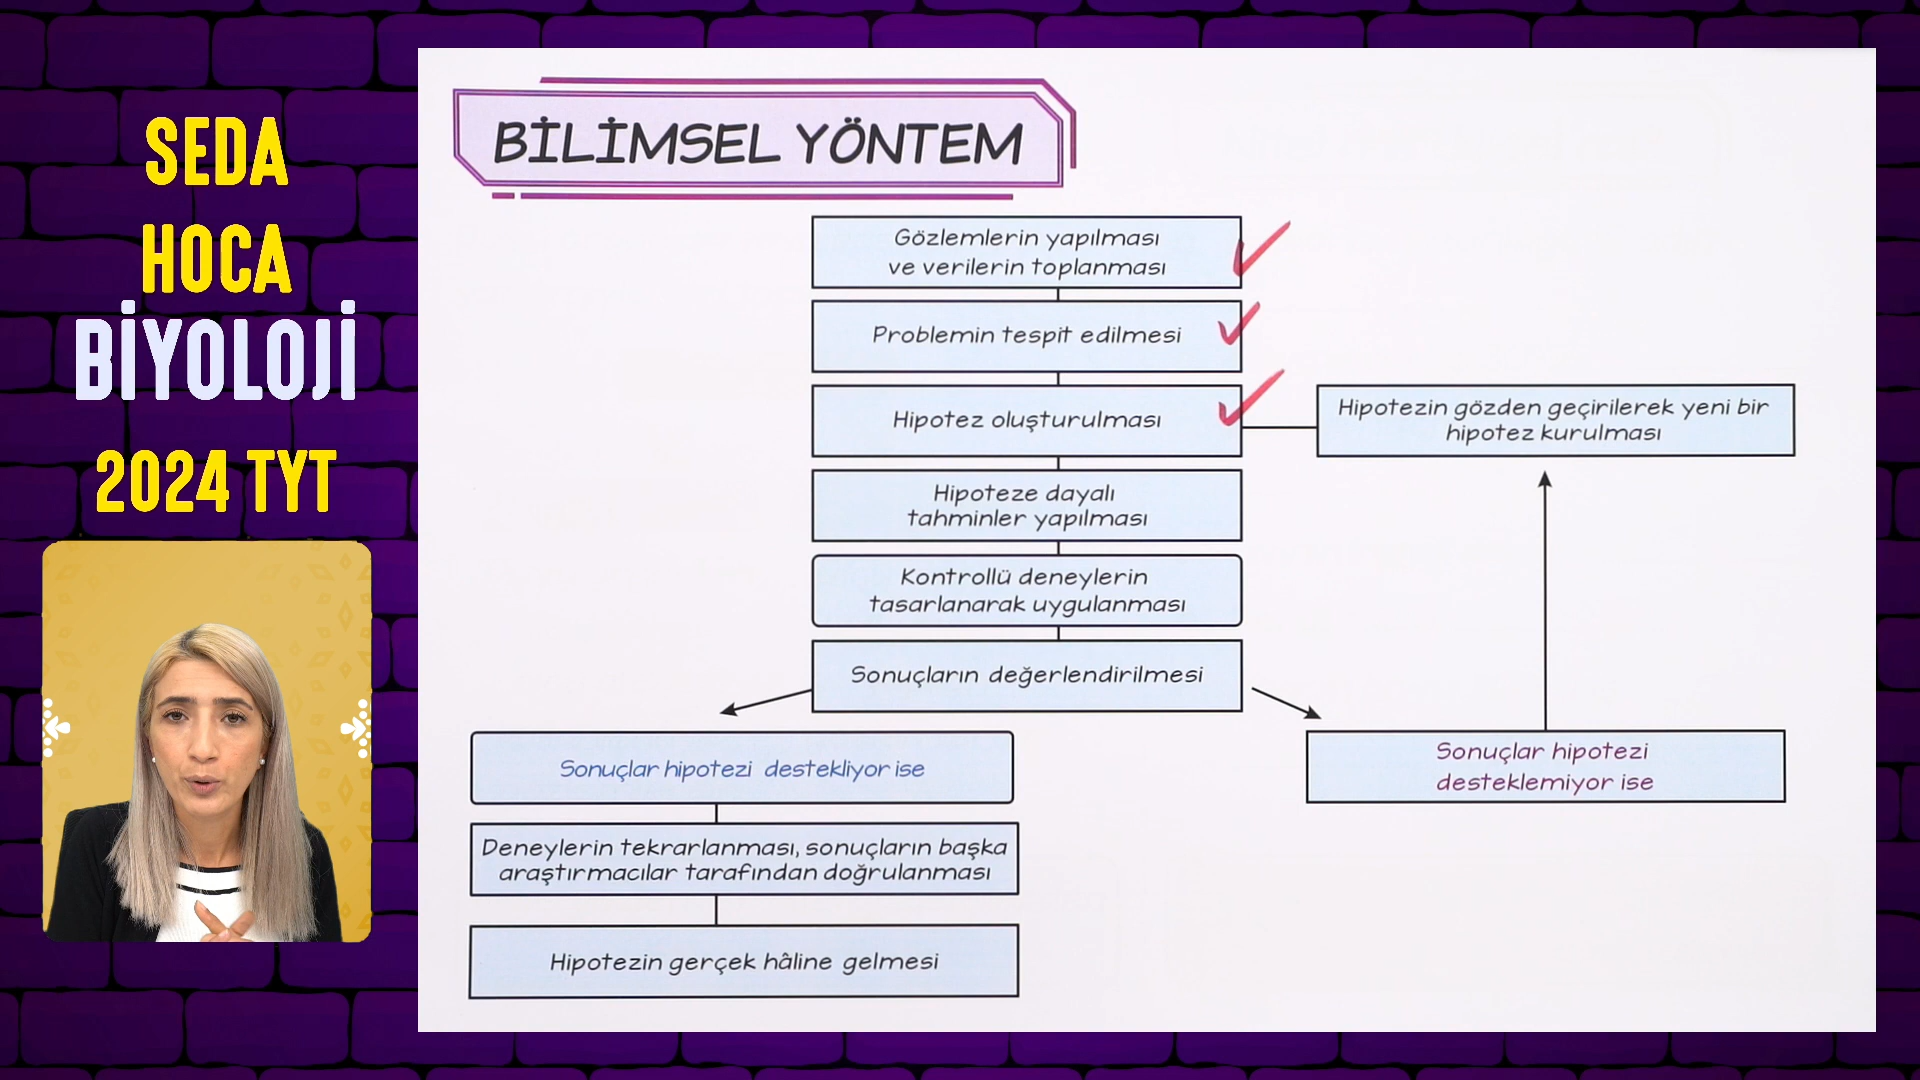 SEDA
HOCA
BİYOLOJİ
2024 TYT
BİLİMSEL YÖNTEM
Gözlemlerin yapılması
ve verilerin toplanması
Problemin tespit edilmesi
Hipotez oluşturulması
Hipotezin gözden geçirilerek yeni bir
hipotez kurulması
Hipoteze dayalı
tahminler yapılması
Kontrollü deneylerin
tasarlanarak uygulanması
Sonuçların değerlendirilmesi
Sonuçlar hipotezi destekliyor ise
Sonuçlar hipotezi
desteklemiyor ise
Deneylerin tekrarlanması, sonuçların başka
araştırmacılar tarafından doğrulanması
Hipotezin gerçek hâline gelmesi